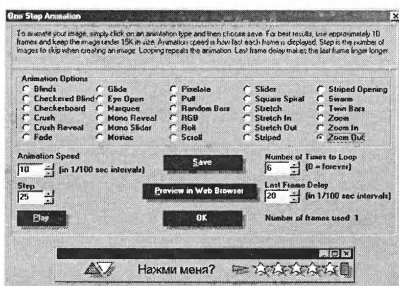 One Step Animation
To animate your image, simply click on an animation type and then choose save. For best results, use approximately 10
frames and keep the image under 15K in size. Animation speed is how fast each frame is displayed. Step is the number of
images to skip when creating an image. Looping repeats the animation. Last frame delay makes the last frame linger longer.
Animation Options
Blinds Glide Pixelate Slider Striped Opening
Checkered Blind Eye Open Pull Square Spiral Swarm
Checkerboard Marquee Random Bars Stretch Twin Bars
Crush Mono Reveal RGB Stretch In Zoom
Crush Reveal Mono Slider Roll Stretch Out Zoom In
Fade Mosaic Scroll Striped Zoom Out
Animation Speed
10 (in 1/100 sec intervals)
Save
Number of Times to Loop
6 (0 = forever)
Step
25
Preview in Web Browser
Last Frame Delay
20 (in 1/100 sec intervals)
Play
OK
Number of frames used 1
Нажми меня?